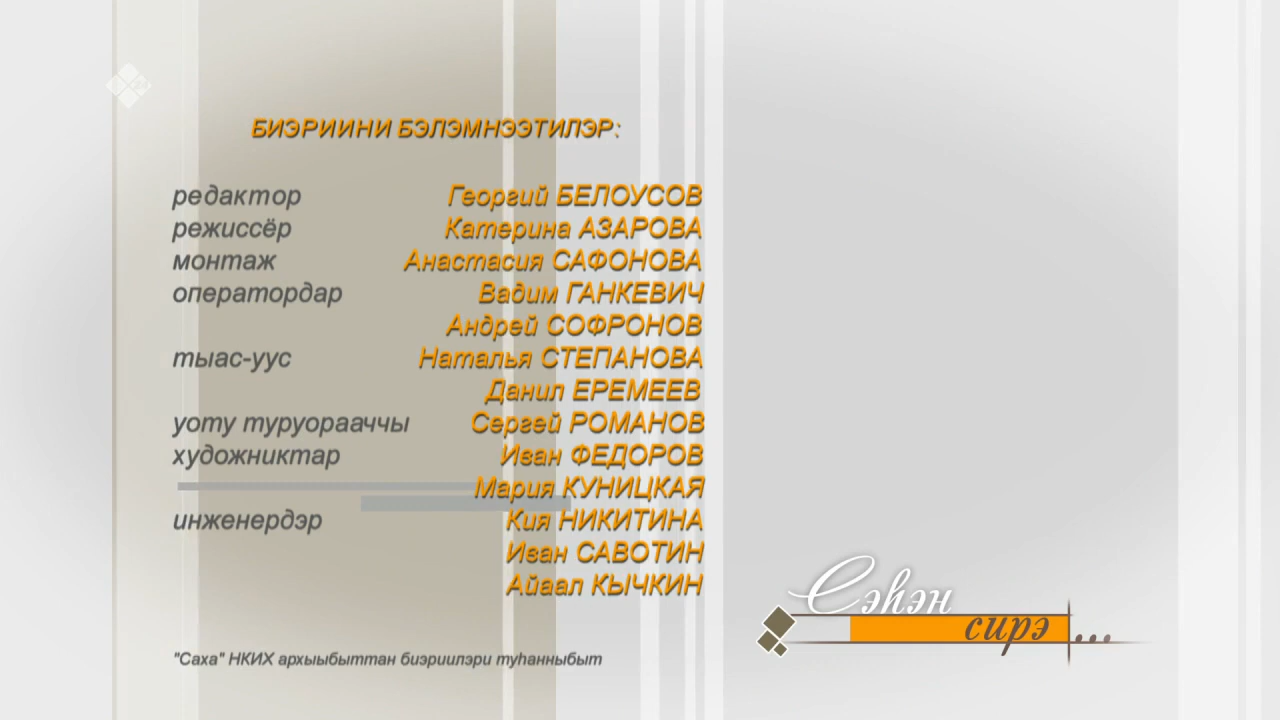 БИЭРИИНИ БЭЛЭМНЭЭТИЛЭР:
редактор Георгий БЕЛОУСОВ
режиссёр Катерина АЗАРОВА
монтаж Анастасия САФОНОВА
оператордар Вадим ГАНКЕВИЧ
Андрей СОФРОНОВ
тыас-уус Наталья СТЕПАНОВА
Данил ЕРЕМЕЕВ
уоту туруорааччы Сергей РОМАНОВ
художниктар Иван ФЕДОРОВ
Мария КУНИЦКАЯ
инженердэр Кия НИКИТИНА
Иван САВОТИН
Айаал КЫЧКИН
Сэһэн
сирэ...
"Саха" НКИХ архыыбыттан биэриилэри туһанныбыт